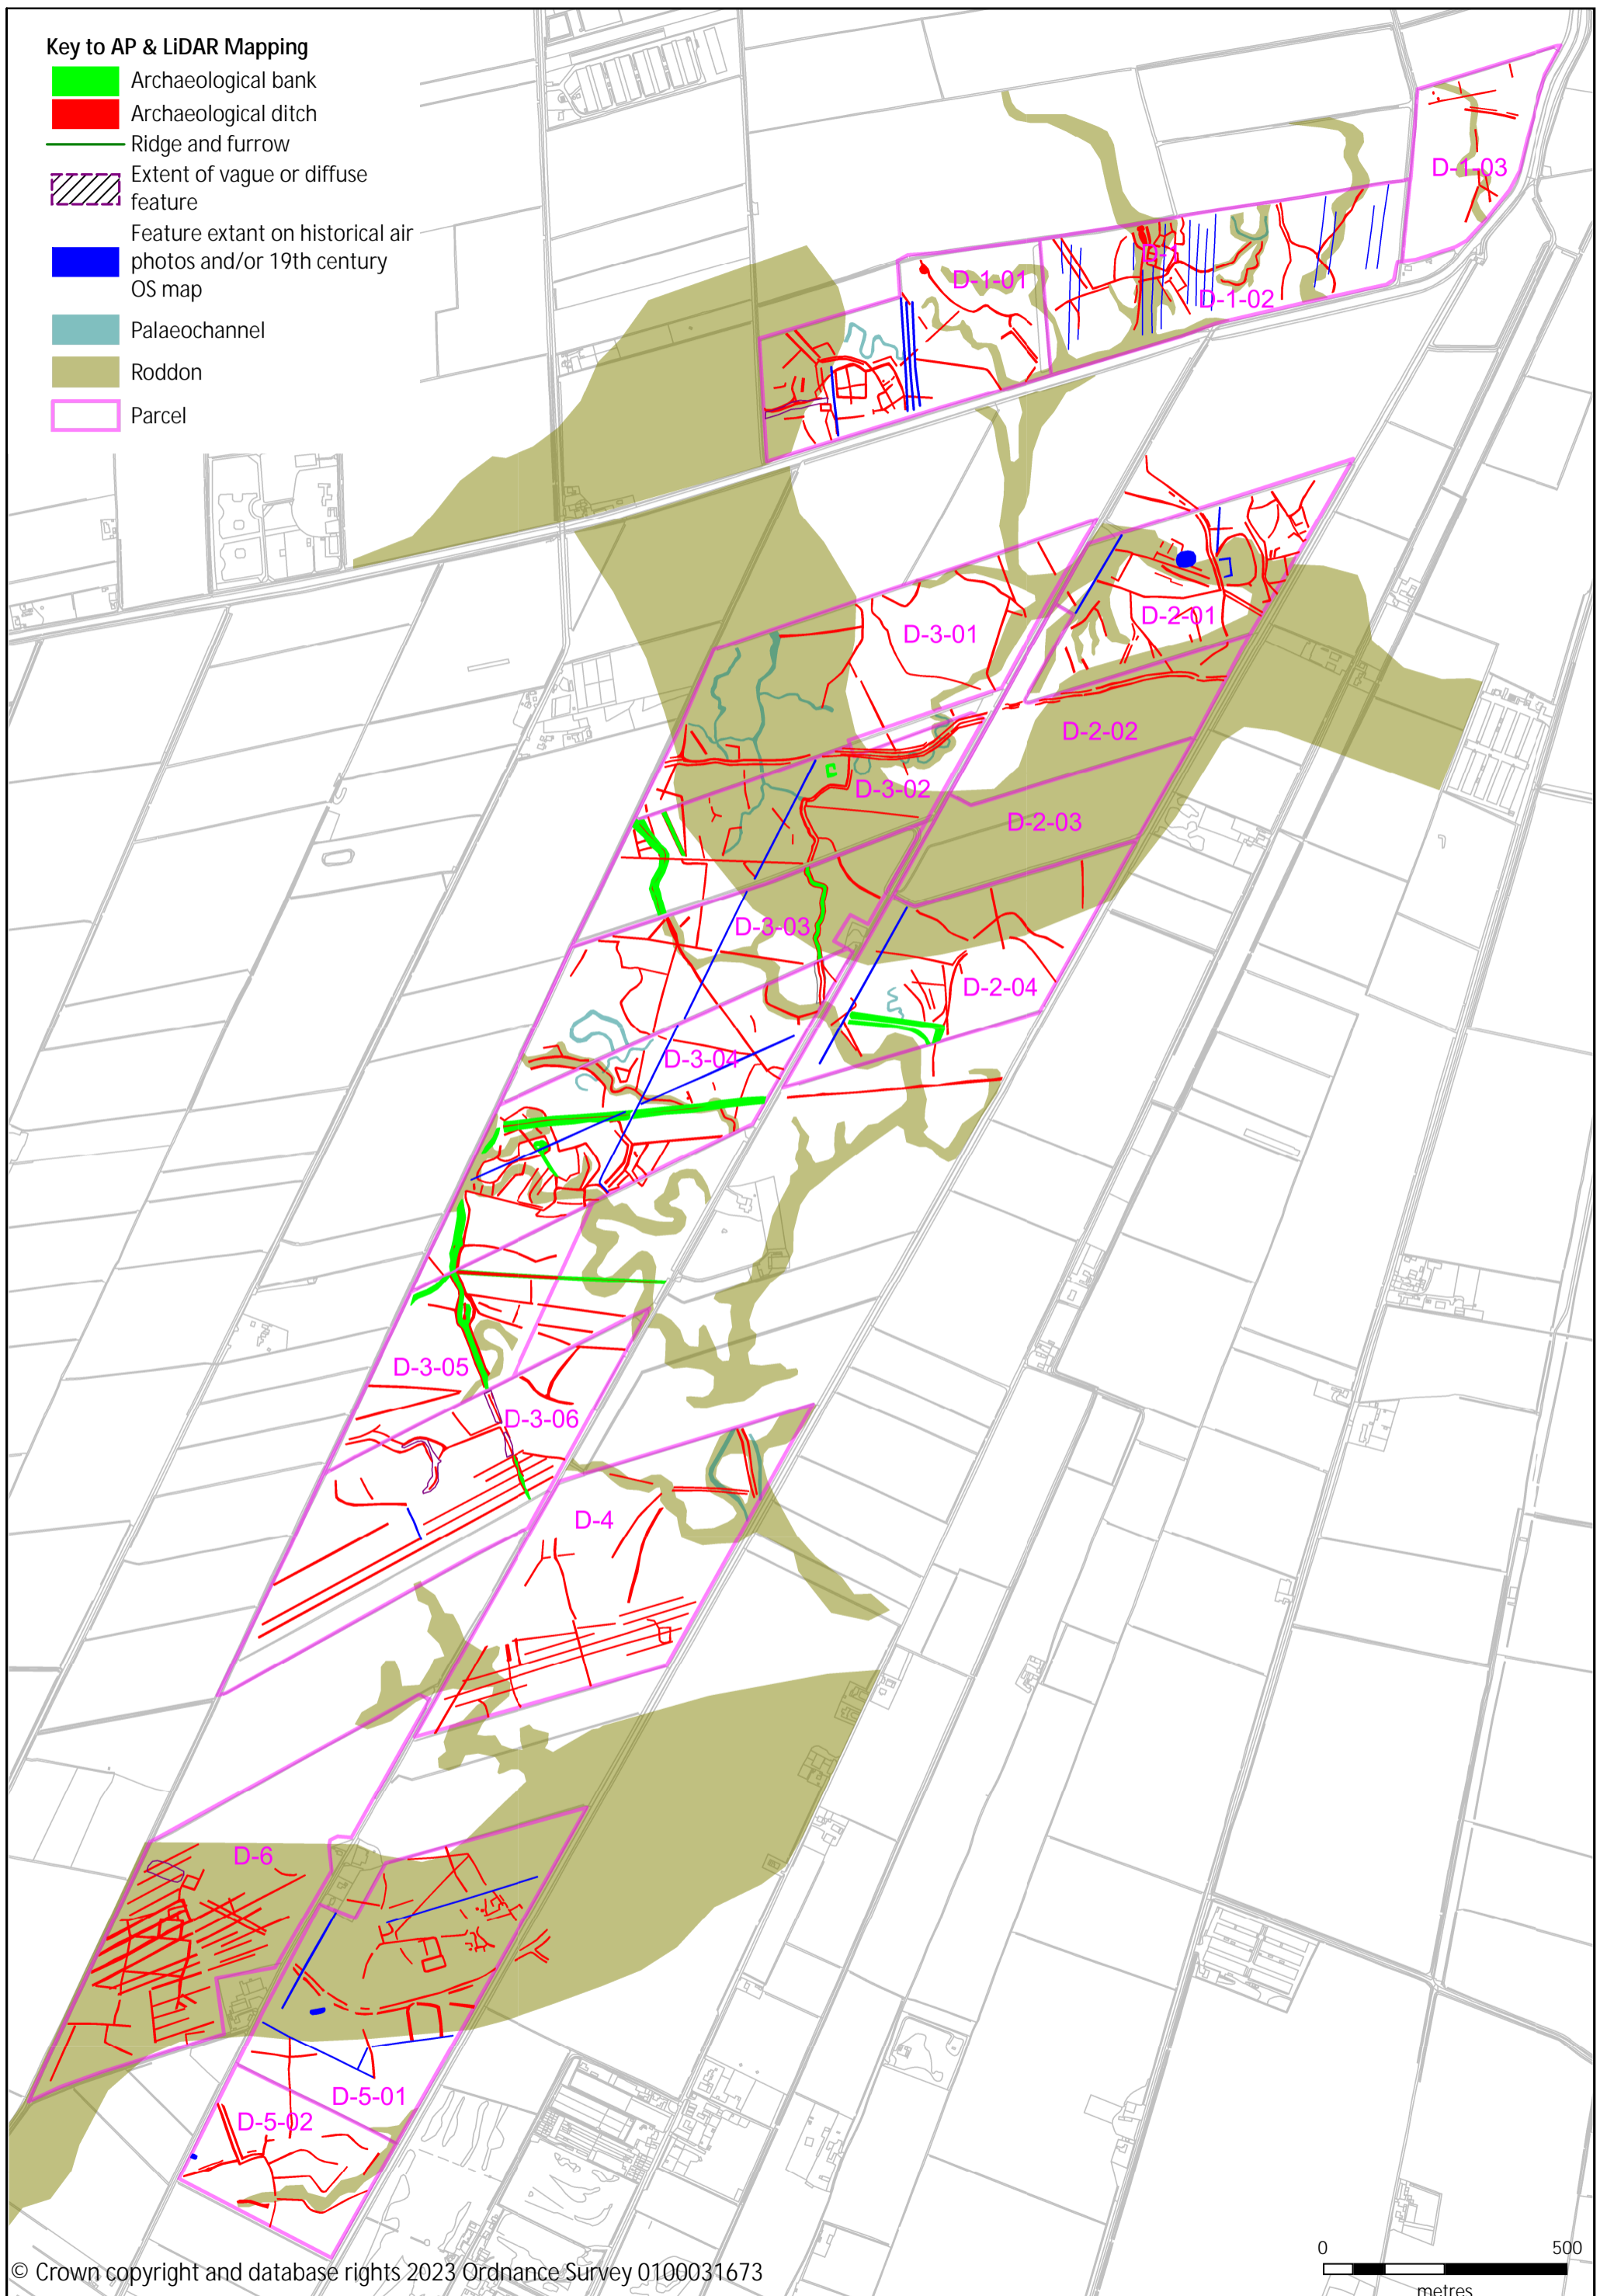 Key to AP & LiDAR Mapping
Archaeological bank
Archaeological ditch
Ridge and furrow
Extent of vague or diffuse
feature
Feature extant on historical air
photos and/or 19th century
OS map
Palaeochannel
Roddon
Parcel
D-1-03
D-1
D-1-01
D-1-02
D-2-01
D-3-01
D-2-02
D-3-02
D-2-03
D-3-03
D-2-04
D-3-04
D-3-05
D-3-06
D-4
D-6
D-5-01
D-5-02
0 500
metres
© Crown copyright and database rights 2023 Ordnance Survey 0100031673